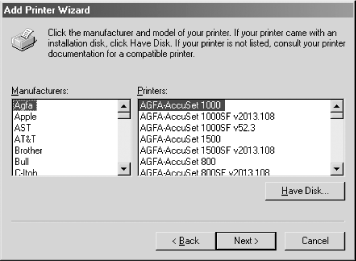 Add Printer Wizard
Click the manufacturer and model of your printer. If your printer came with an
installation disk, click Have Disk. If your printer is not listed, consult your printer
documentation for a compatible printer.
Manufacturers:
Agfa
Apple
AST
AT&T
Brother
Bull
C-Itoh
Printers:
AGFA-AccuSet 1000
AGFA-AccuSet 1000SF v2013.108
AGFA-AccuSet 1000SF v52.3
AGFA-AccuSet 1500
AGFA-AccuSet 1500SF v2013.108
AGFA-AccuSet 800
AGFA-AccuSet 800SF v2013.108
Have Disk...
< Back
Next >
Cancel